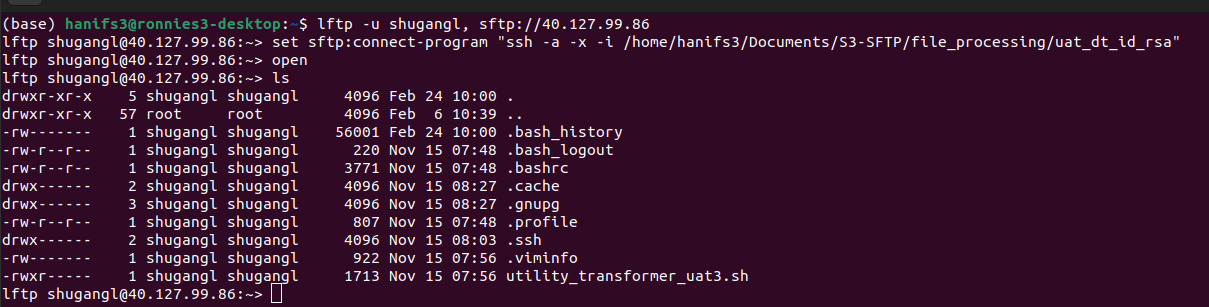 (base) hanifs3@ronnies3-desktop:~$ lftp -u shugangl, sftp://40.127.99.86
lftp shugangl@40.127.99.86:~> set sftp:connect-program "ssh -a -x -i /home/hanifs3/Documents/S3-SFTP/file_processing/uat_dt_id_rsa"
lftp shugangl@40.127.99.86:~> open
lftp shugangl@40.127.99.86:~> ls
drwxr-xr-x    5 shugangl shugangl     4096 Feb 24 10:00 .
drwxr-xr-x   57 root     root         4096 Feb  6 10:39 ..
-rw-------    1 shugangl shugangl    56001 Feb 24 10:00 .bash_history
-rw-r--r--    1 shugangl shugangl      220 Nov 15 07:48 .bash_logout
-rw-r--r--    1 shugangl shugangl     3771 Nov 15 07:48 .bashrc
drwx------    2 shugangl shugangl     4096 Nov 15 08:27 .cache
drwx------    3 shugangl shugangl     4096 Nov 15 08:27 .gnupg
-rw-r--r--    1 shugangl shugangl      807 Nov 15 07:48 .profile
drwx------    2 shugangl shugangl     4096 Nov 15 08:03 .ssh
-rw-------    1 shugangl shugangl      922 Nov 15 07:56 .viminfo
-rwxr-----    1 shugangl shugangl     1713 Nov 15 07:56 utility_transformer_uat3.sh
lftp shugangl@40.127.99.86:~>